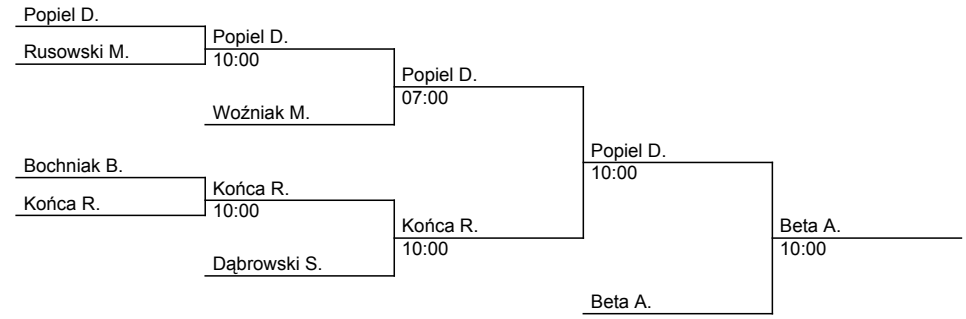 Popiel D.
Rusowski M.
Popiel D.
10:00
Woźniak M.
Popiel D.
07:00
Bochniak B.
Końca R.
Końca R.
10:00
Dąbrowski S.
Końca R.
10:00
Popiel D.
10:00
Beta A.
Beta A.
10:00